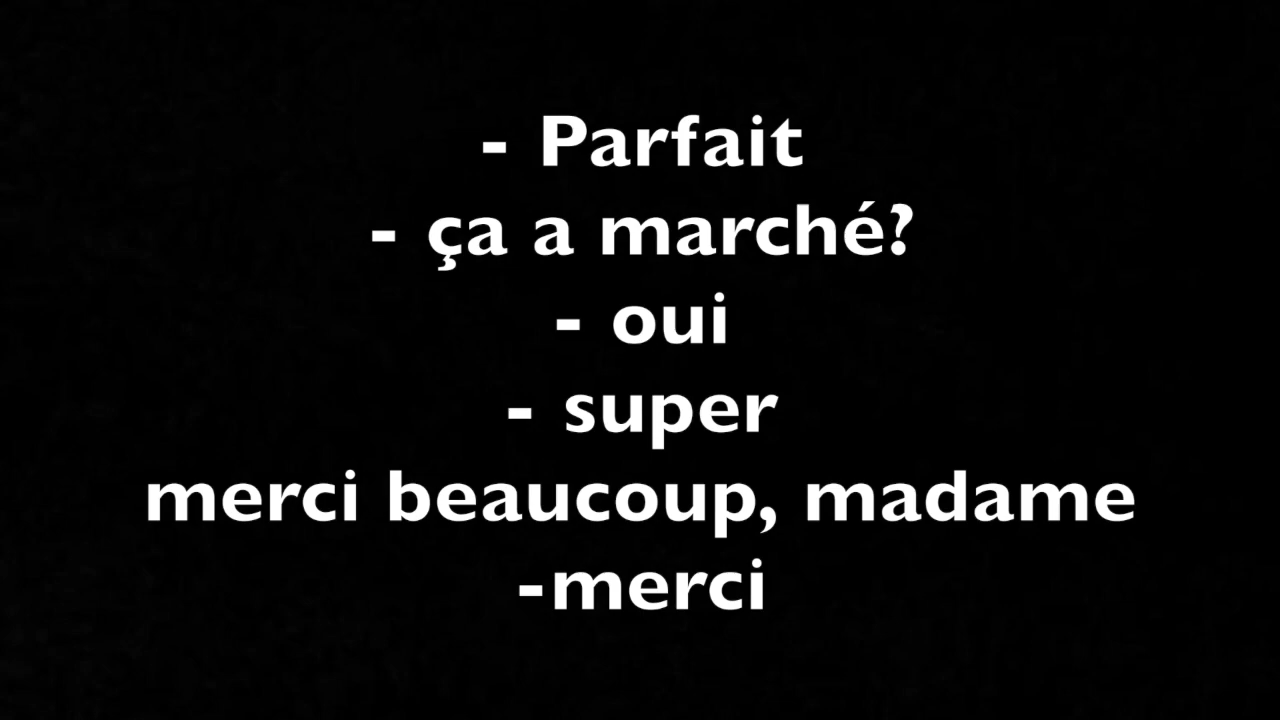 - Parfait
- ça a marché?
- oui
- super
merci beaucoup, madame
-merci